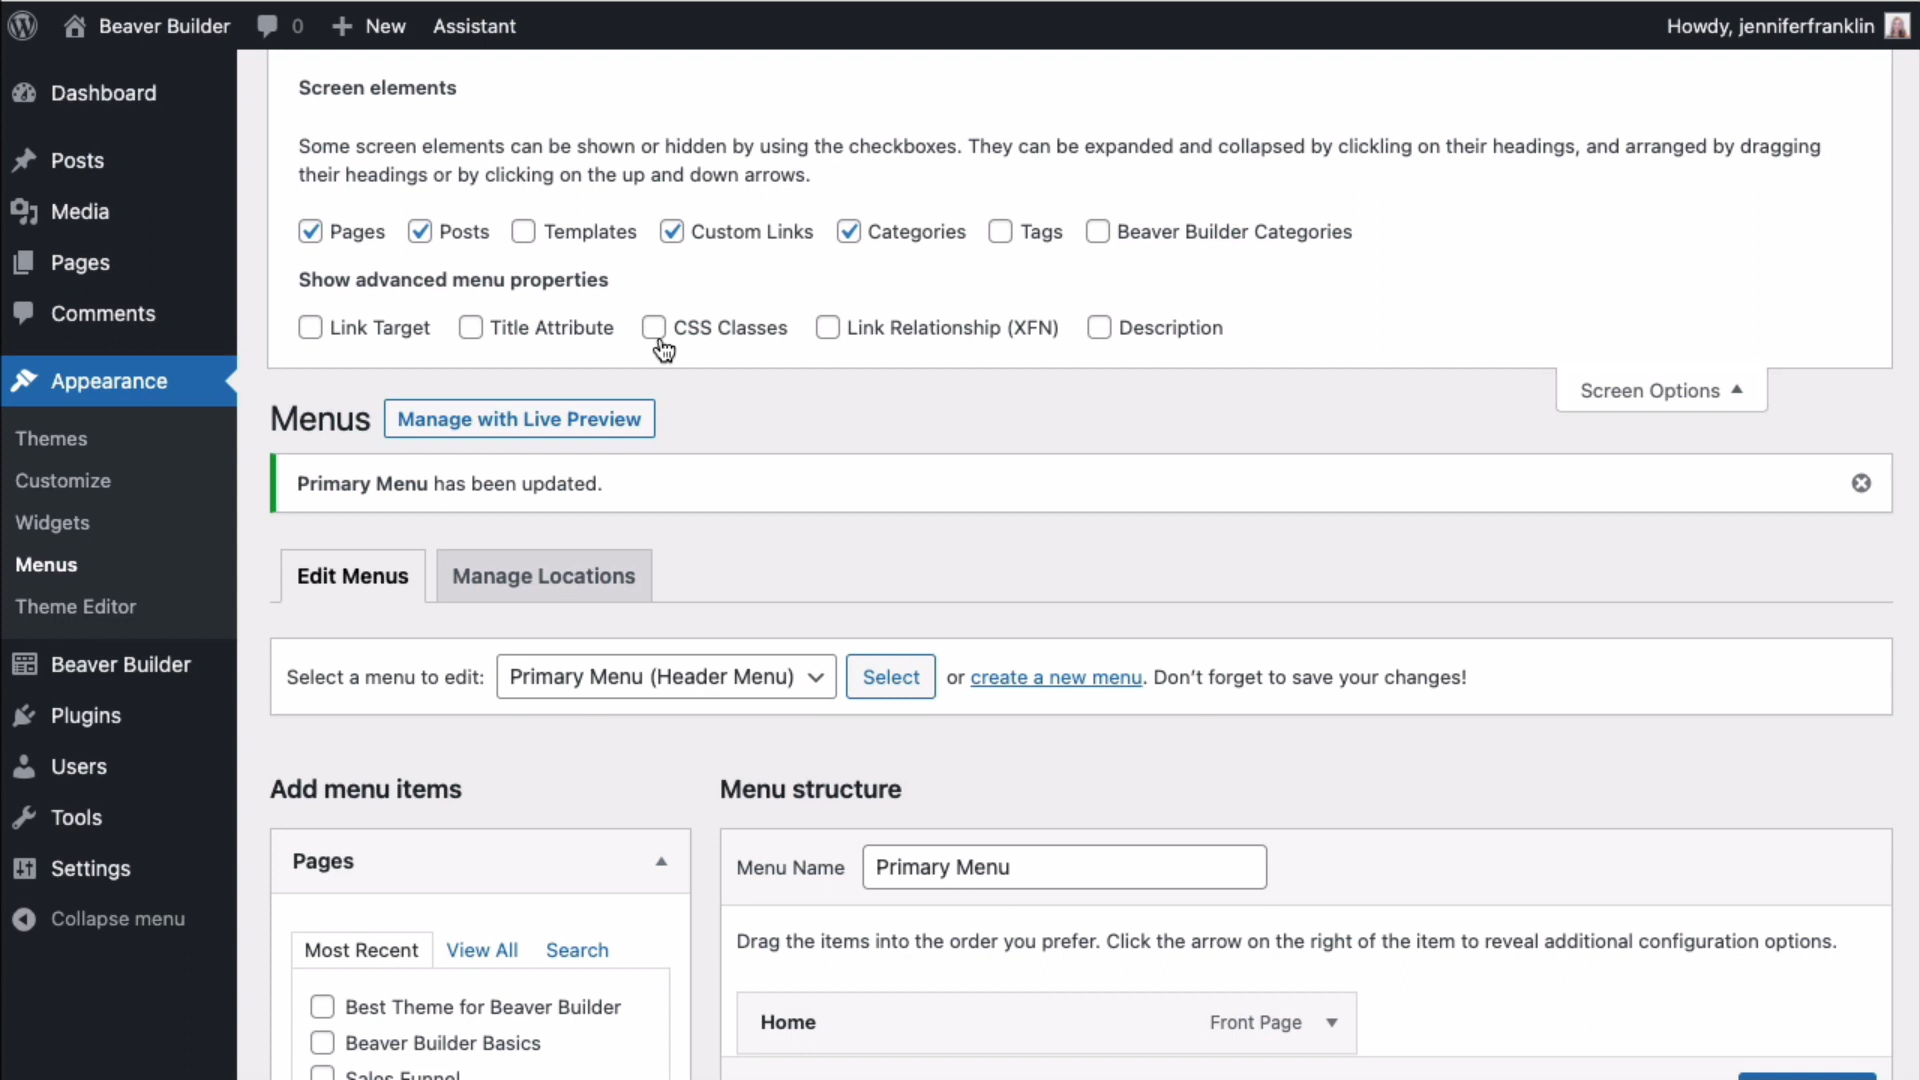 Beaver Builder 0 New Assistant Howdy, jenniferfranklin
Dashboard
Posts
Media
Pages
Comments
Appearance
Themes
Customize
Widgets
Menus
Theme Editor
Beaver Builder
Plugins
Users
Tools
Settings
Collapse menu
Screen elements
Some screen elements can be shown or hidden by using the checkboxes. They can be expanded and collapsed by clickling on their headings, and arranged by dragging
their headings or by clicking on the up and down arrows.
Pages Posts Templates Custom Links Categories Tags Beaver Builder Categories
Show advanced menu properties
Link Target Title Attribute CSS Classes Link Relationship (XFN) Description
Screen Options
Menus Manage with Live Preview
Primary Menu has been updated.
Edit Menus Manage Locations
Select a menu to edit: Primary Menu (Header Menu) Select or create a new menu. Don’t forget to save your changes!
Add menu items
Pages
Most Recent View All Search
Best Theme for Beaver Builder
Beaver Builder Basics
Sales Funnel
Menu structure
Menu Name Primary Menu
Drag the items into the order you prefer. Click the arrow on the right of the item to reveal additional configuration options.
Home Front Page